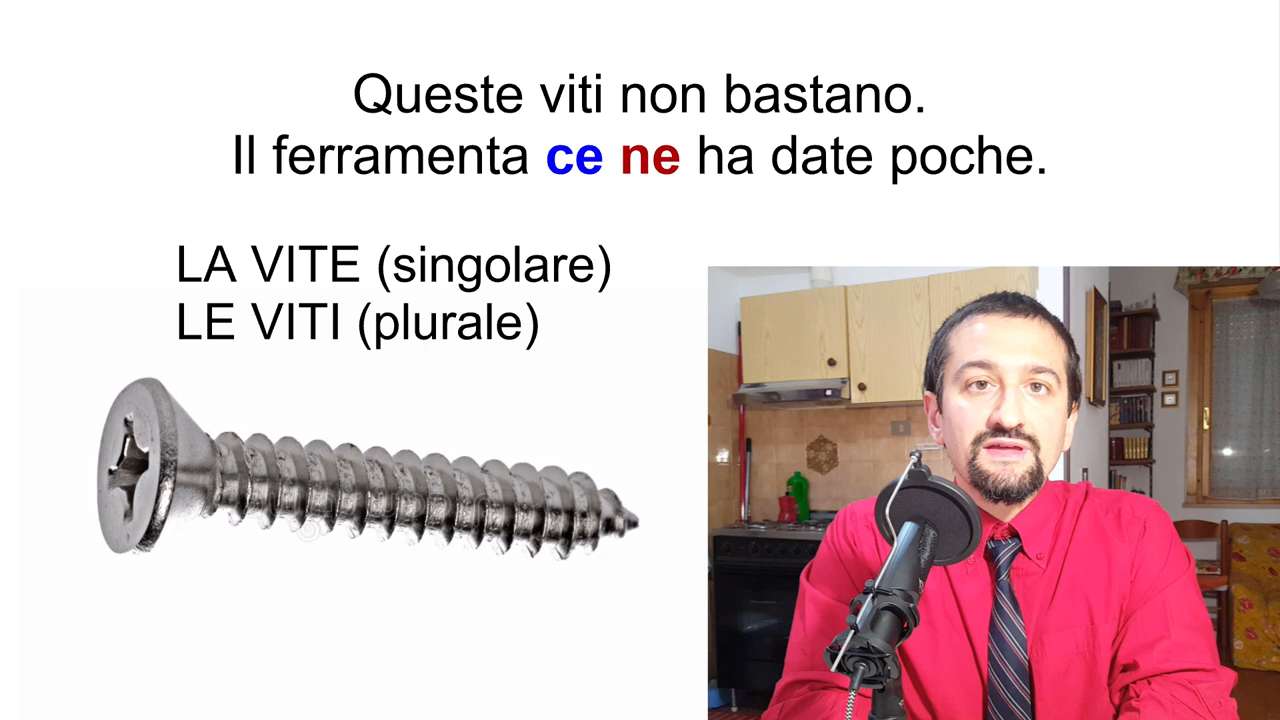 Queste viti non bastano.
Il ferramenta ce ne ha date poche.
LA VITE (singolare)
LE VITI (plurale)